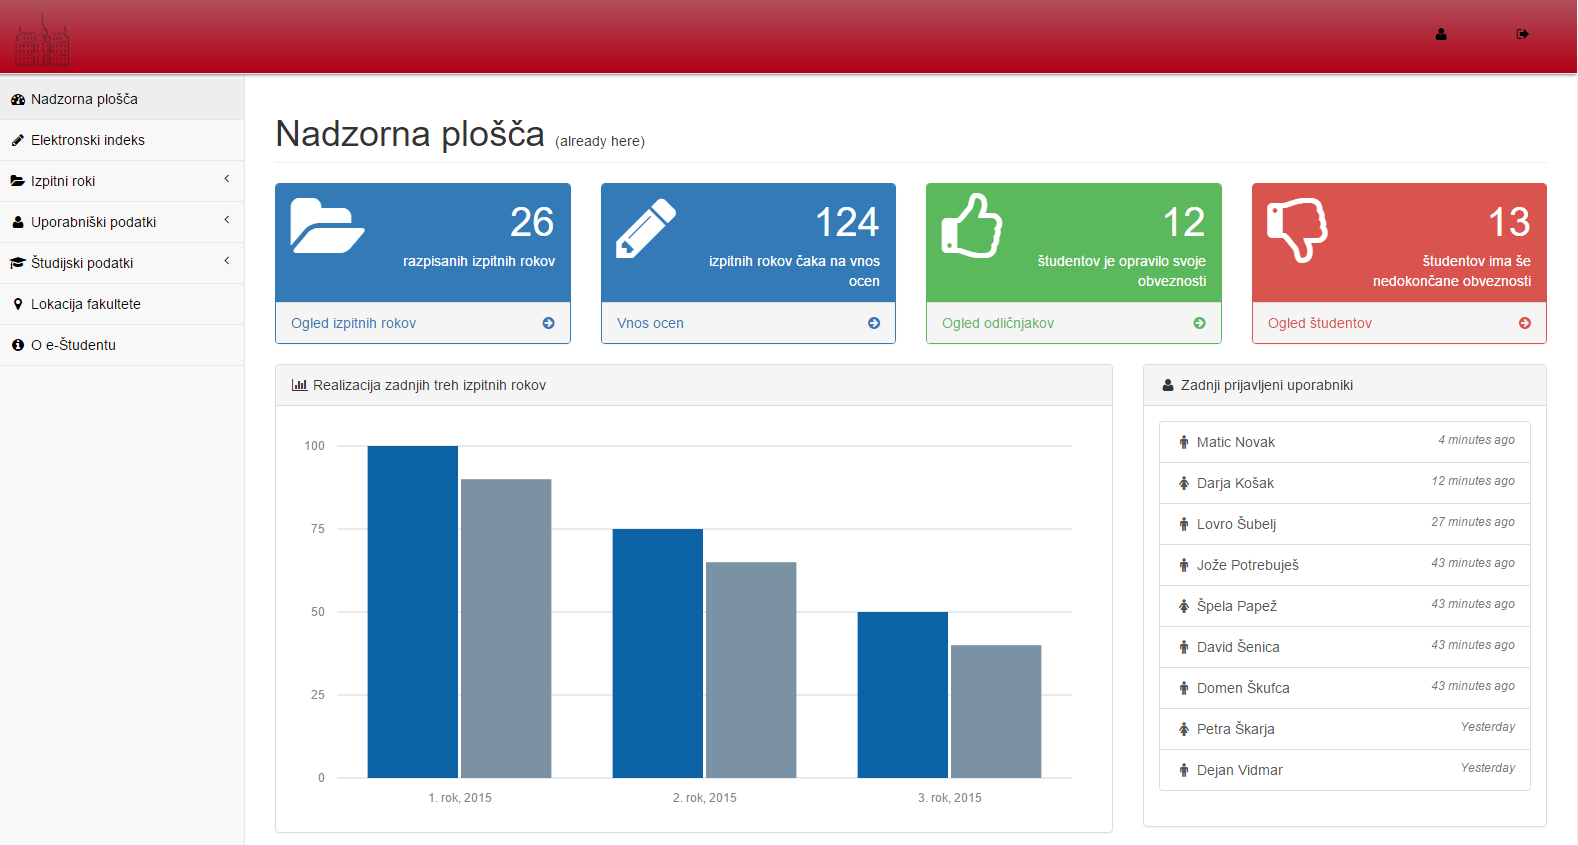 Nadzorna plošča
Elektronski indeks
Izpitni roki
Uporabniški podatki
Študijski podatki
Lokacija fakultete
O e-Študentu
Nadzorna plošča (already here)
26
razpisanih izpitnih rokov
Ogled izpitnih rokov
124
izpitnih rokov čaka na vnos
ocen
Vnos ocen
12
študentov je opravilo svoje
obveznosti
Ogled odličnjakov
13
študentov ima še
nedokončane obveznosti
Ogled študentov
Realizacija zadnjih treh izpitnih rokov
100
75
50
25
0
1. rok, 2015
2. rok, 2015
3. rok, 2015
Zadnji prijavljeni uporabniki
Matic Novak 4 minutes ago
Darja Košak 12 minutes ago
Lovro Šubelj 27 minutes ago
Jože Potrebuješ 43 minutes ago
Špela Papež 43 minutes ago
David Šenica 43 minutes ago
Domen Škufca 43 minutes ago
Petra Škarja Yesterday
Dejan Vidmar Yesterday